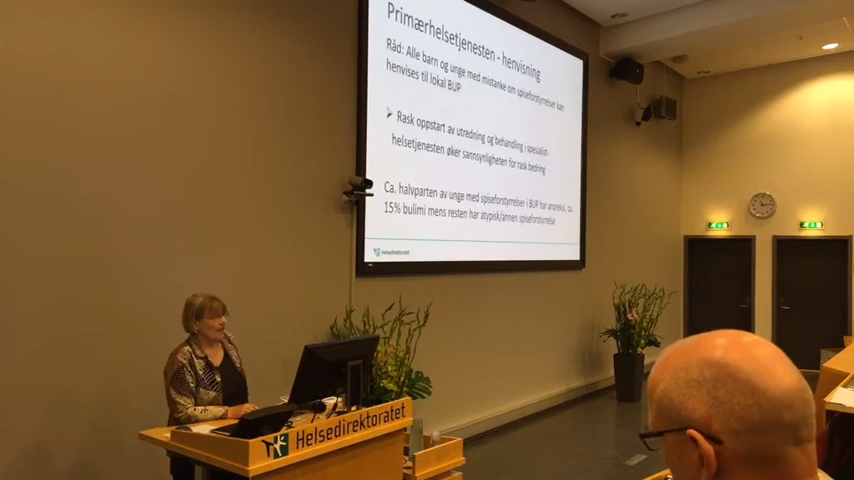 Primærhelsetjenesten - henvisning
Råd: Alle barn og unge med mistanke om spiseforstyrrelser kan
henvises til lokal BUP
➢ Rask oppstart av utredning og behandling i spesialist-
helsetjenesten øker sannsynligheten for rask bedring
Ca. halvparten av unge med spiseforstyrrelser i BUP har anoreksi, ca.
15% bulimi mens resten har atypisk/annen spiseforstyrrelse
Helsedirektoratet
Helsedirektoratet